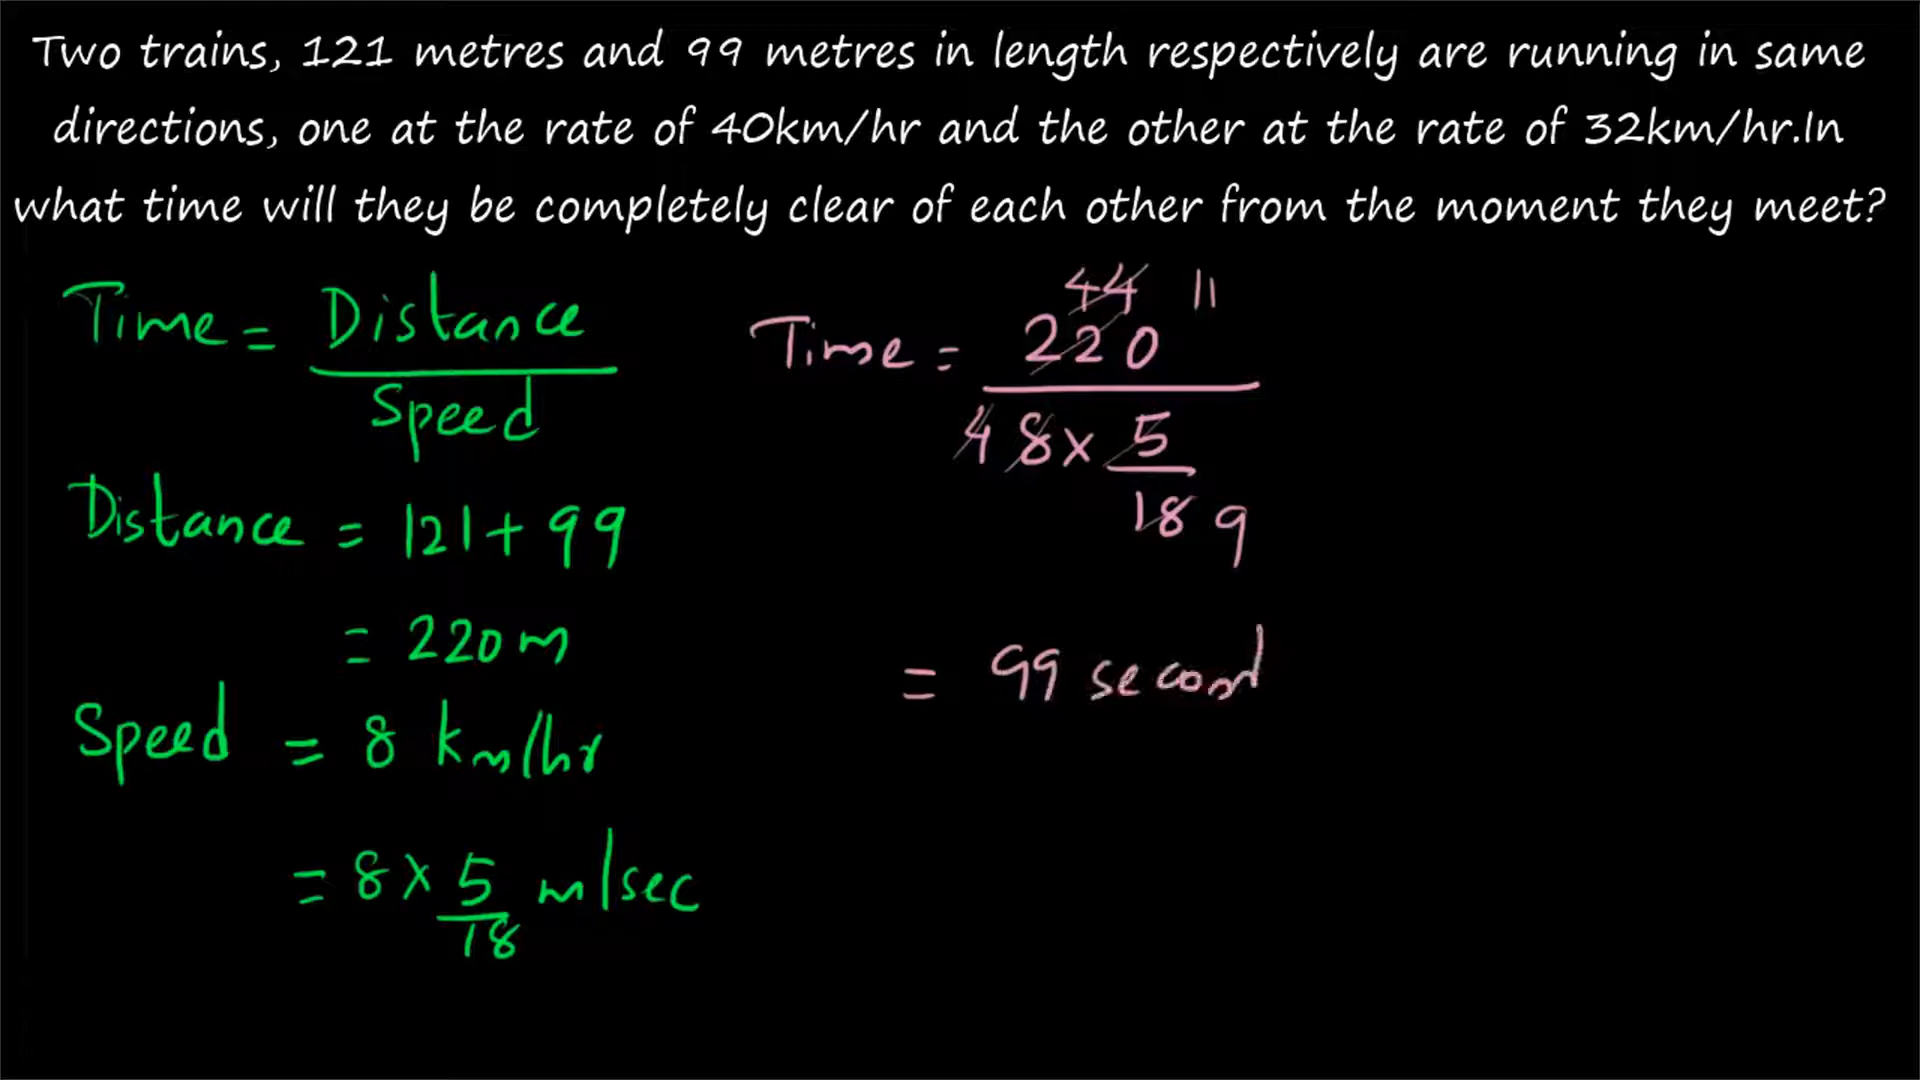 Two trains, 121 metres and 99 metres in length respectively are running in same
directions, one at the rate of 40km/hr and the other at the rate of 32km/hr.In
what time will they be completely clear of each other from the moment they meet?
Time = Distance
Speed
Distance = 121 + 99
= 220 m
Speed = 8 km/hr
= 8 x 5 m/sec
18
44 11
Time = 220
4 8 x 5
18 9
= 99 second